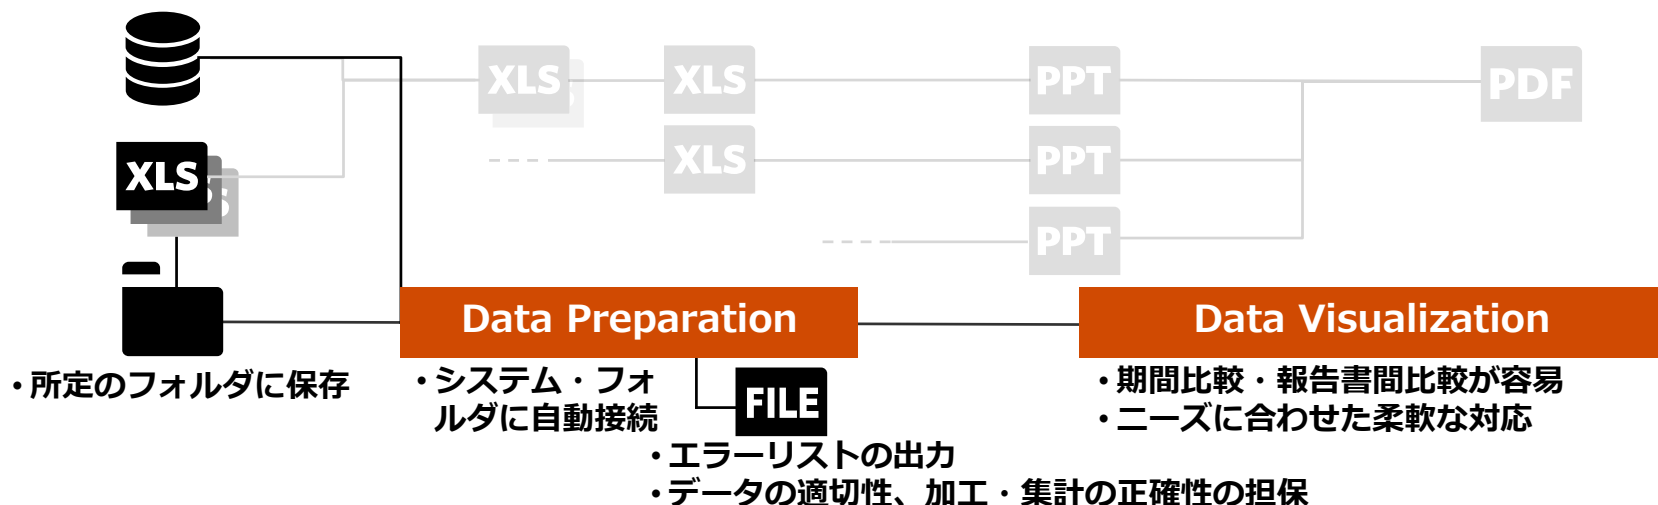 XLS
XLS
PPT
PDF
XLS
XLS
PPT
PPT
Data Preparation
Data Visualization
・所定のフォルダに保存
・システム・フォ
ルダに自動接続
FILE
・エラーリストの出力
・データの適切性、加工・集計の正確性の担保
・期間比較・報告書間比較が容易
・ニーズに合わせた柔軟な対応